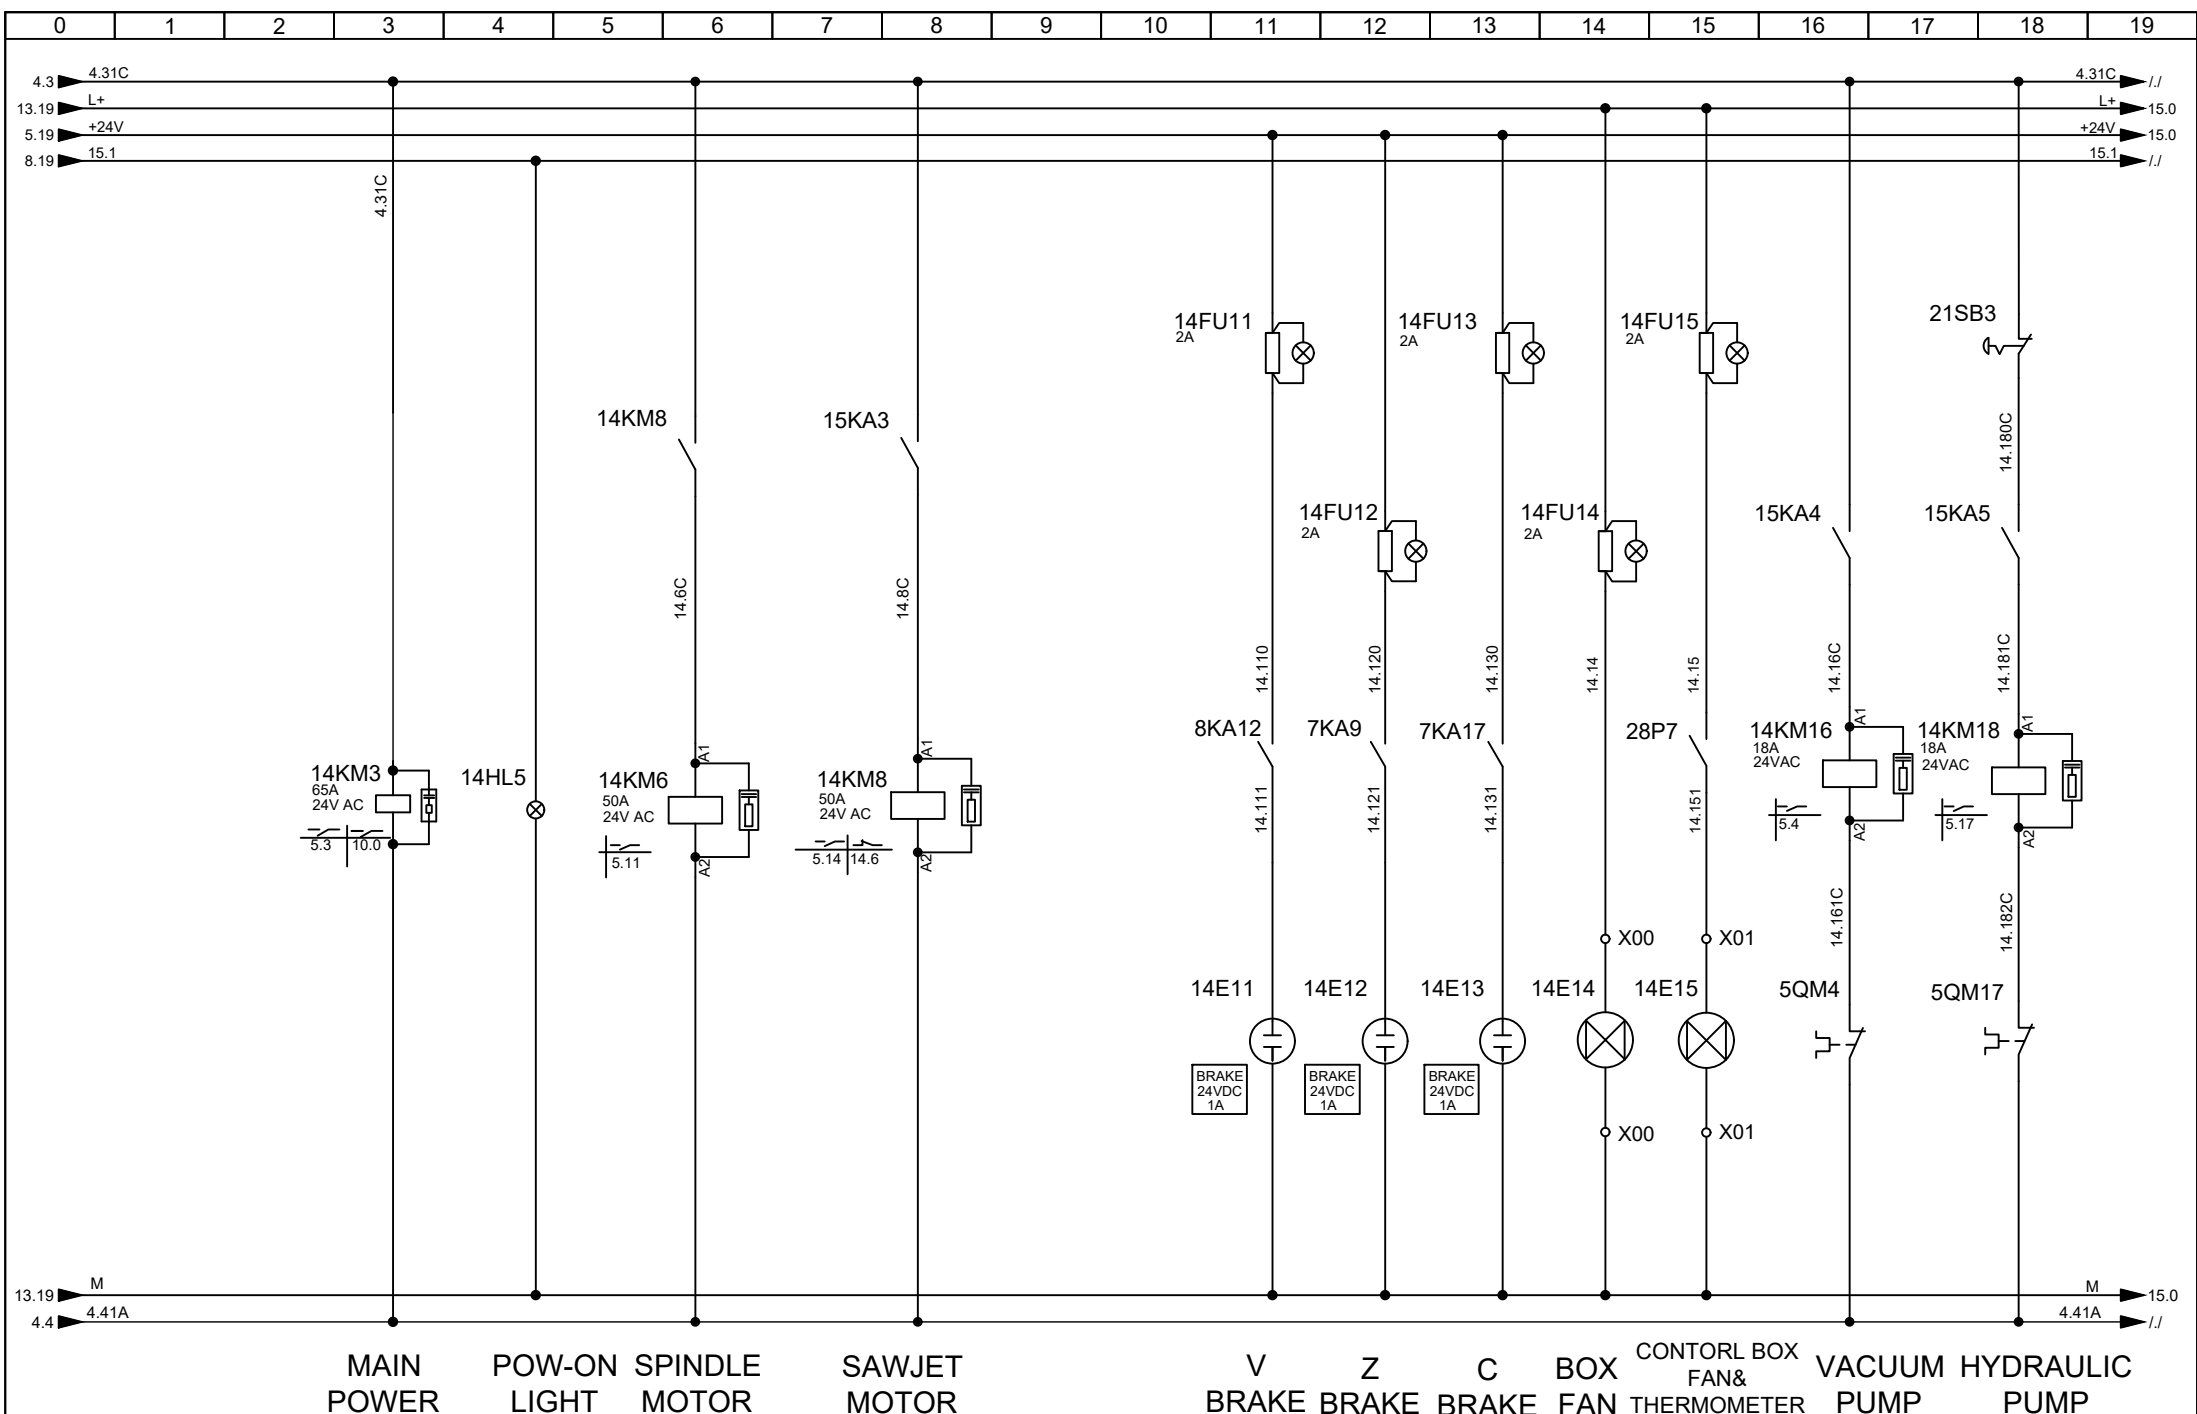 0 1 2 3 4 5 6 7 8 9 10 11 12 13 14 15 16 17 18 19
4.3 4.31C 4.31C /./
13.19 L+ L+ 15.0
5.19 +24V +24V 15.0
8.19 15.1 15.1 /./
4.31C
14FU11
2A
14FU13
2A
14FU15
2A
21SB3
14KM8
15KA3
14.180C
14FU12
2A
14FU14
2A
15KA4
15KA5
14.6C
14.8C
14.110
14.120
14.130
14.14
14.15
14.16C
14.181C
8KA12
7KA9
7KA17
28P7
14KM3
65A
24V AC
5.3 10.0
14HL5
14KM6
50A
24V AC
5.11
A1
A2
14KM8
50A
24V AC
5.14 14.6
A1
A2
14.111
14.121
14.131
14.151
14KM16
18A
24VAC
5.4
A1
A2
14KM18
18A
24VAC
5.17
A1
A2
14.161C
14.182C
X00
X01
14E11
14E12
14E13
14E14
14E15
5QM4
5QM17
BRAKE
24VDC
1A
BRAKE
24VDC
1A
BRAKE
24VDC
1A
X00
X01
13.19 M M 15.0
4.4 4.41A 4.41A /./
MAIN
POWER
POW-ON
LIGHT
SPINDLE
MOTOR
SAWJET
MOTOR
V
BRAKE
Z
BRAKE
C
BRAKE
BOX
FAN
CONTORL BOX
FAN&
THERMOMETER
VACUUM
PUMP
HYDRAULIC
PUMP